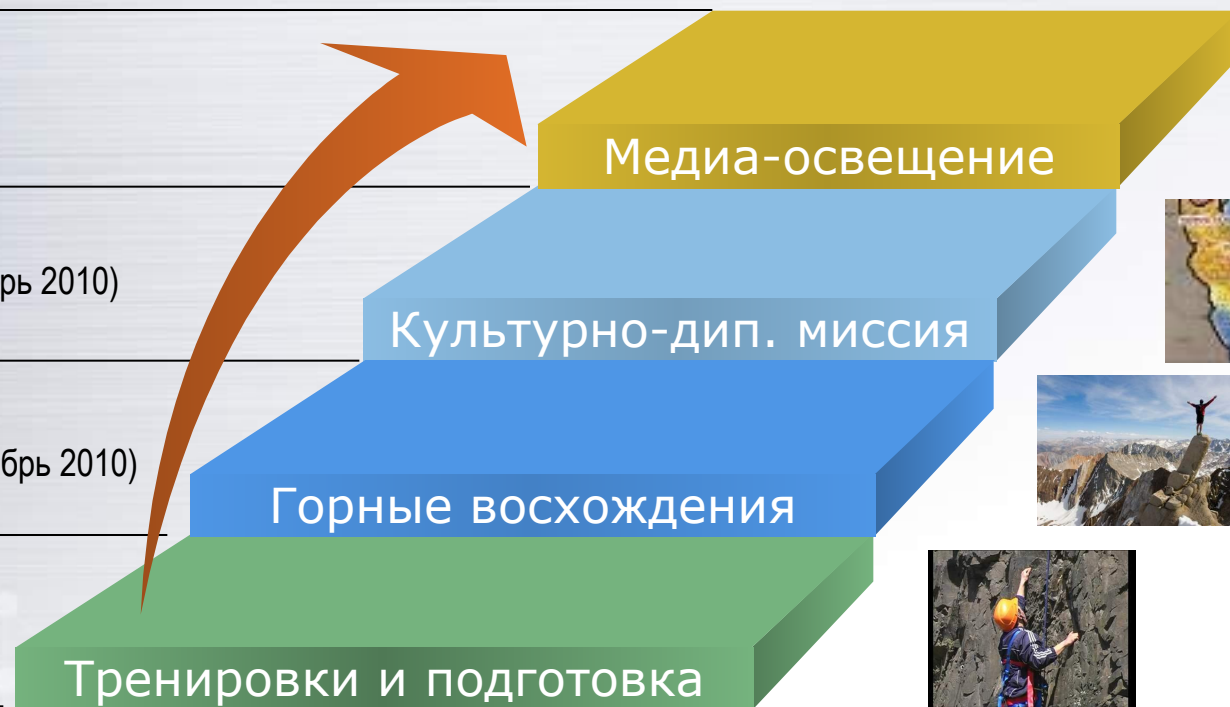 Медиа-освещение
рь 2010)
Культурно-дип. миссия
брь 2010)
Горные восхождения
Тренировки и подготовка